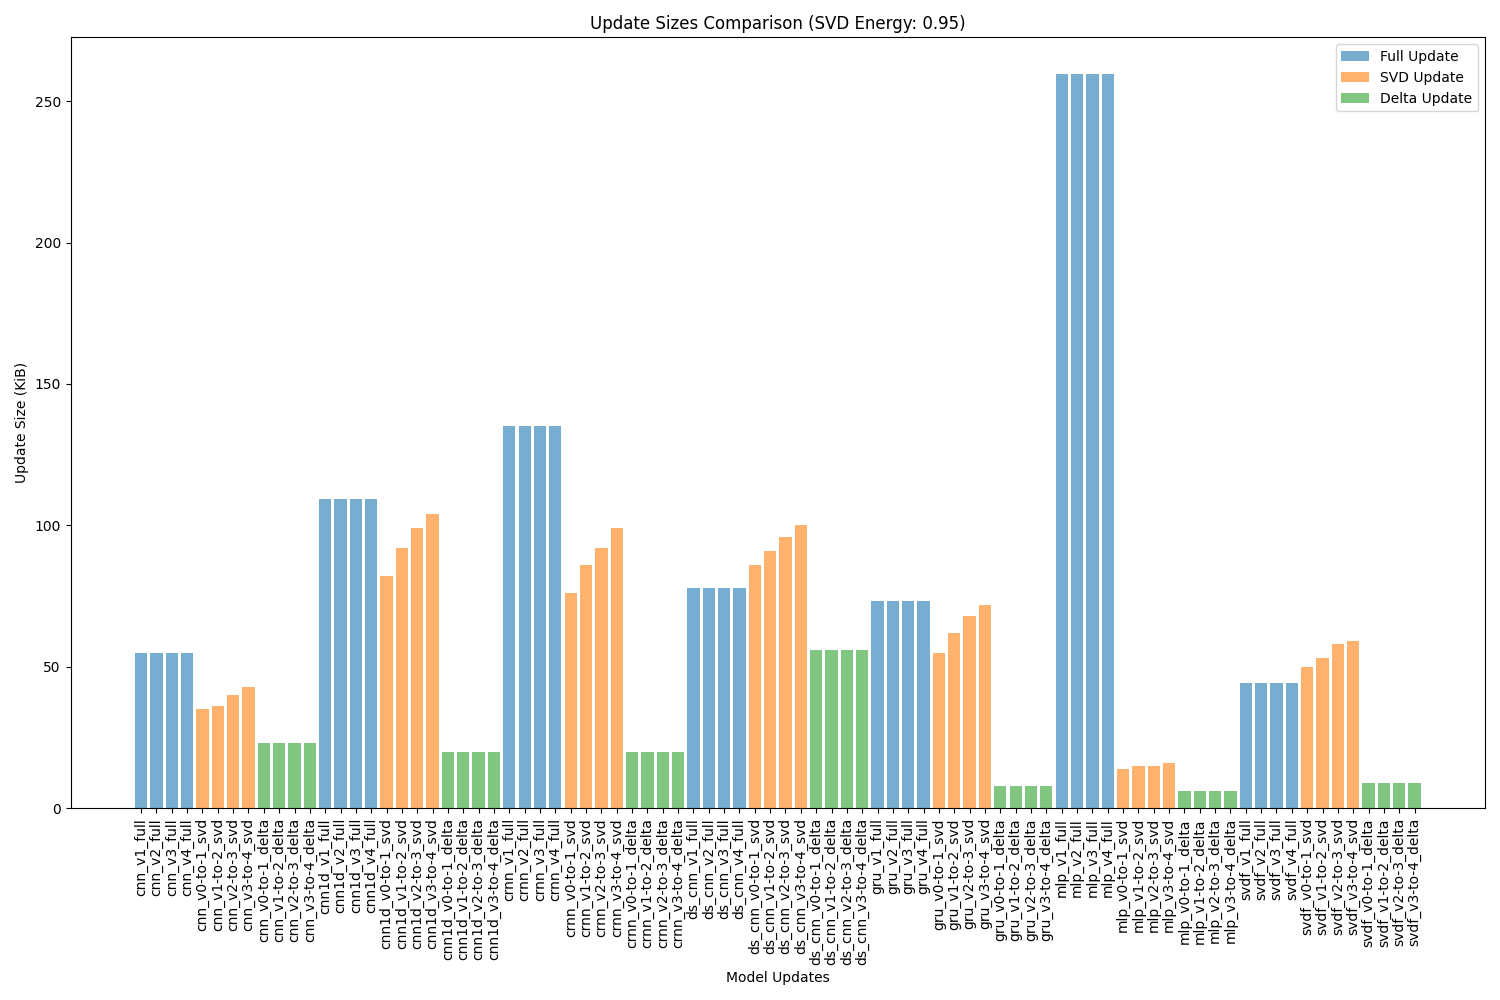 Update Sizes Comparison (SVD Energy: 0.95)
Full Update
SVD Update
Delta Update
Update Size (KiB)
250
200
150
100
50
0
cnn_v1_full
cnn_v2_full
cnn_v3_full
cnn_v4_full
cnn_v0-to-1_svd
cnn_v1-to-2_svd
cnn_v2-to-3_svd
cnn_v3-to-4_svd
cnn_v0-to-1_delta
cnn_v1-to-2_delta
cnn_v2-to-3_delta
cnn_v3-to-4_delta
cnn1d_v1_full
cnn1d_v2_full
cnn1d_v3_full
cnn1d_v4_full
cnn1d_v0-to-1_svd
cnn1d_v1-to-2_svd
cnn1d_v2-to-3_svd
cnn1d_v3-to-4_svd
cnn1d_v0-to-1_delta
cnn1d_v1-to-2_delta
cnn1d_v2-to-3_delta
cnn1d_v3-to-4_delta
crnn_v1_full
crnn_v2_full
crnn_v3_full
crnn_v4_full
crnn_v0-to-1_svd
crnn_v1-to-2_svd
crnn_v2-to-3_svd
crnn_v3-to-4_svd
crnn_v0-to-1_delta
crnn_v1-to-2_delta
crnn_v2-to-3_delta
crnn_v3-to-4_delta
ds_cnn_v1_full
ds_cnn_v2_full
ds_cnn_v3_full
ds_cnn_v4_full
ds_cnn_v0-to-1_svd
ds_cnn_v1-to-2_svd
ds_cnn_v2-to-3_svd
ds_cnn_v3-to-4_svd
ds_cnn_v0-to-1_delta
ds_cnn_v1-to-2_delta
ds_cnn_v2-to-3_delta
ds_cnn_v3-to-4_delta
gru_v1_full
gru_v2_full
gru_v3_full
gru_v4_full
gru_v0-to-1_svd
gru_v1-to-2_svd
gru_v2-to-3_svd
gru_v3-to-4_svd
gru_v0-to-1_delta
gru_v1-to-2_delta
gru_v2-to-3_delta
gru_v3-to-4_delta
mlp_v1_full
mlp_v2_full
mlp_v3_full
mlp_v4_full
mlp_v0-to-1_svd
mlp_v1-to-2_svd
mlp_v2-to-3_svd
mlp_v3-to-4_svd
mlp_v0-to-1_delta
mlp_v1-to-2_delta
mlp_v2-to-3_delta
mlp_v3-to-4_delta
svdf_v1_full
svdf_v2_full
svdf_v3_full
svdf_v4_full
svdf_v0-to-1_svd
svdf_v1-to-2_svd
svdf_v2-to-3_svd
svdf_v3-to-4_svd
svdf_v0-to-1_delta
svdf_v1-to-2_delta
svdf_v2-to-3_delta
svdf_v3-to-4_delta
Model Updates